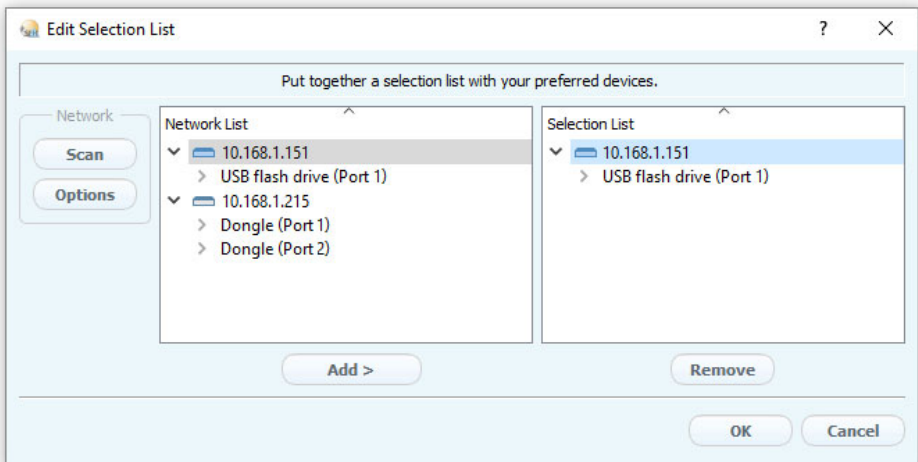 Edit Selection List
?
Put together a selection list with your preferred devices.
Network
Scan
Options
Network List
10.168.1.151
USB flash drive (Port 1)
10.168.1.215
Dongle (Port 1)
Dongle (Port 2)
Add >
Selection List
10.168.1.151
USB flash drive (Port 1)
Remove
OK
Cancel